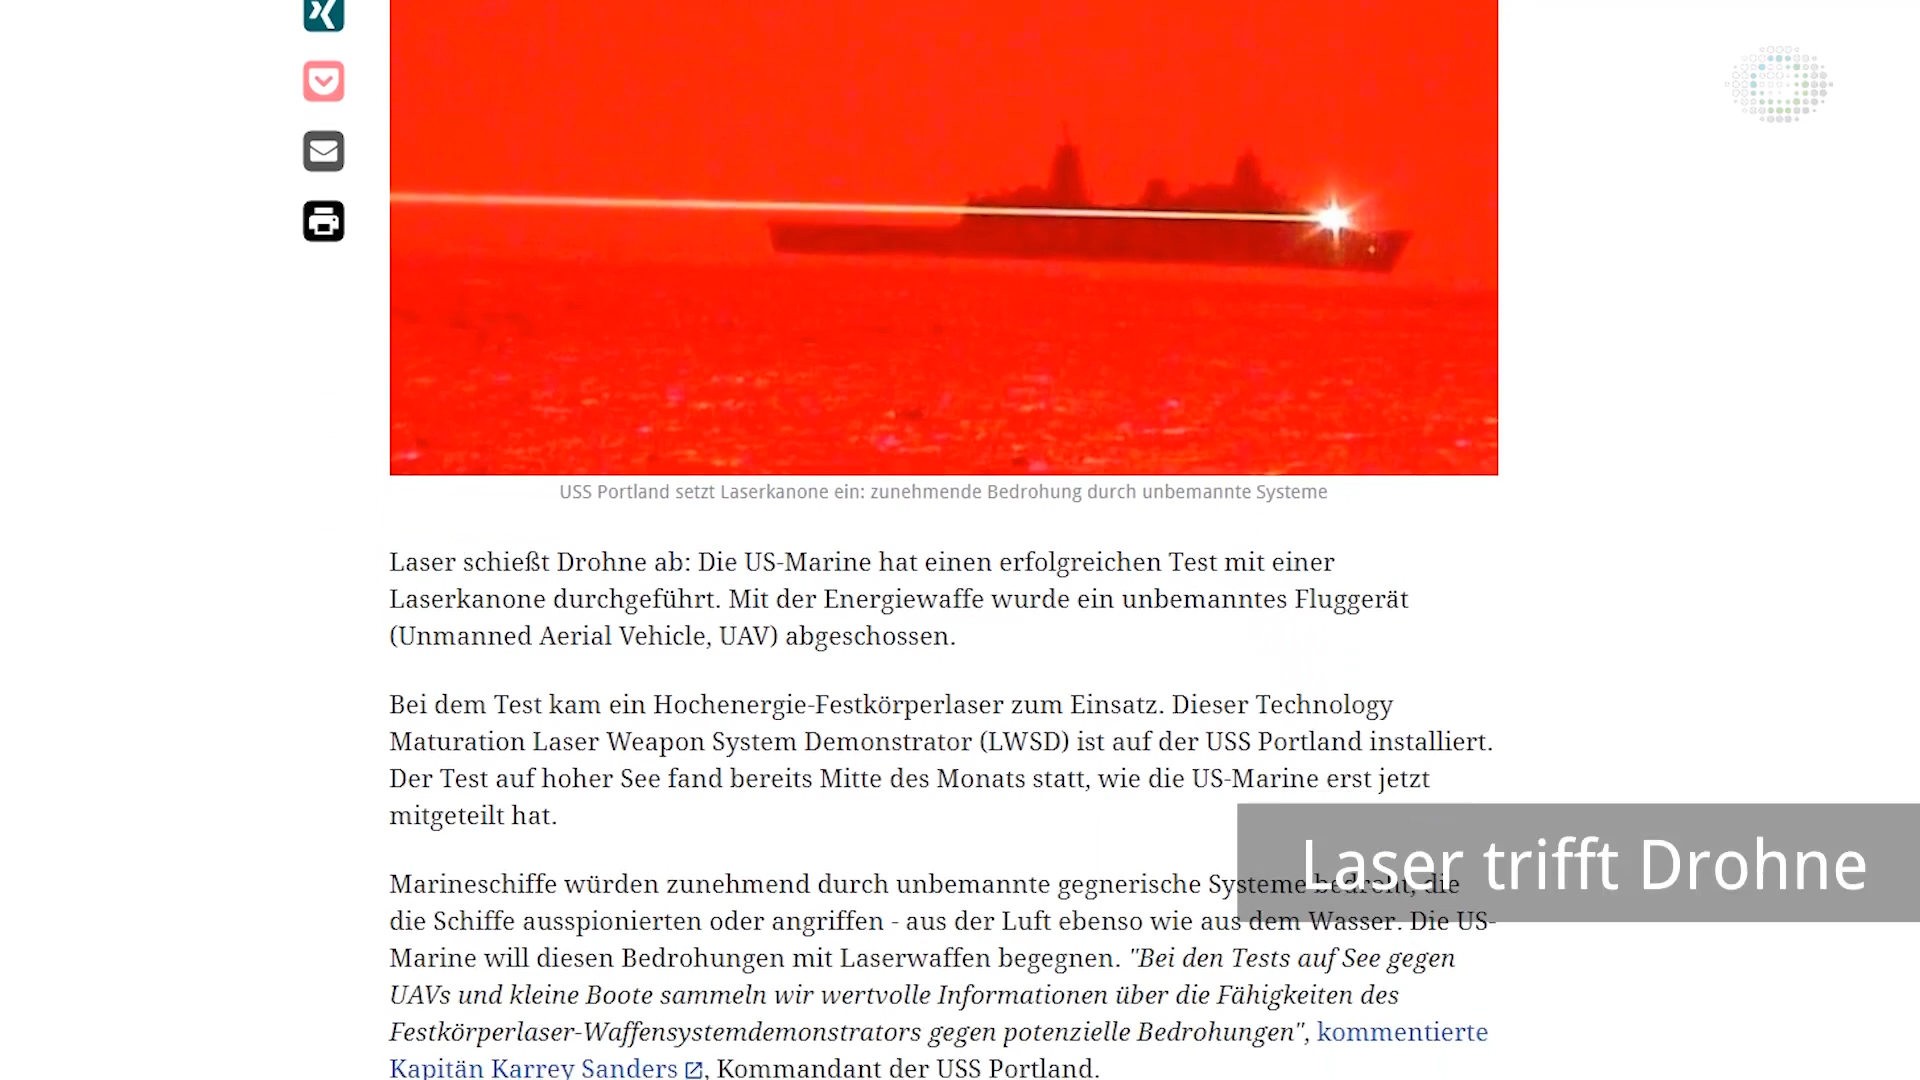 USS Portland setzt Laserkanone ein: zunehmende Bedrohung durch unbemannte Systeme
Laser schießt Drohne ab: Die US-Marine hat einen erfolgreichen Test mit einer
Laserkanone durchgeführt. Mit der Energiewaffe wurde ein unbemanntes Fluggerät
(Unmanned Aerial Vehicle, UAV) abgeschossen.
Bei dem Test kam ein Hochenergie-Festkörperlaser zum Einsatz. Dieser Technology
Maturation Laser Weapon System Demonstrator (LWSD) ist auf der USS Portland installiert.
Der Test auf hoher See fand bereits Mitte des Monats statt, wie die US-Marine erst jetzt
mitgeteilt hat.
Marineschiffe würden zunehmend durch unbemannte gegnerische Systeme bedroht, die
die Schiffe ausspionierten oder angriffen - aus der Luft ebenso wie aus dem Wasser. Die US-
Marine will diesen Bedrohungen mit Laserwaffen begegnen. "Bei den Tests auf See gegen
UAVs und kleine Boote sammeln wir wertvolle Informationen über die Fähigkeiten des
Festkörperlaser-Waffensystemdemonstrators gegen potenzielle Bedrohungen", kommentierte
Kapitän Karrey Sanders, Kommandant der USS Portland.
Laser trifft Drohne